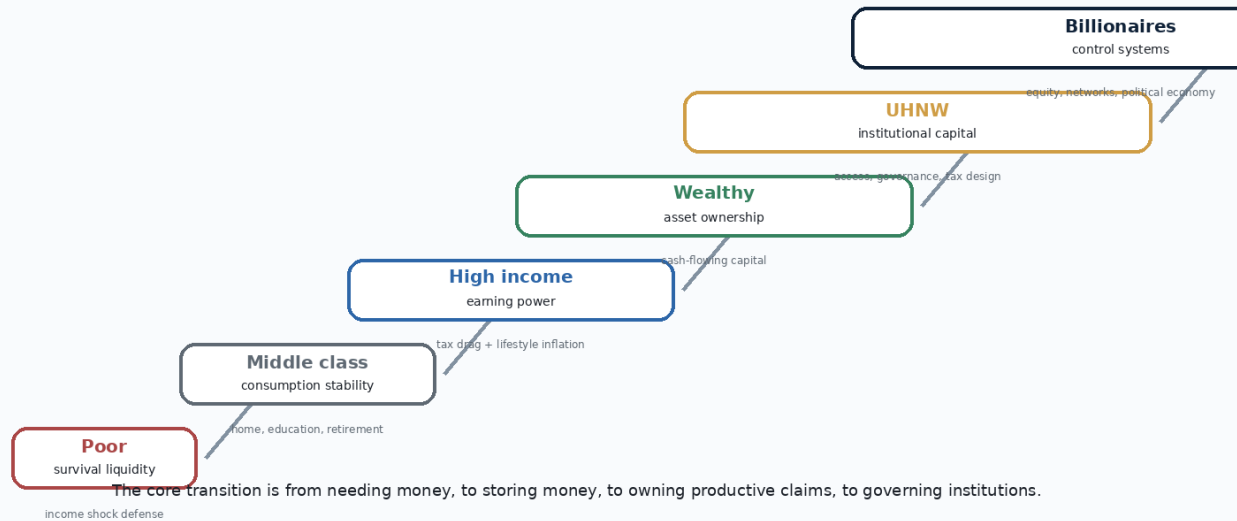 Billionaires
control systems
equity, networks, political economy
UHNW
institutional capital
access, governance, tax design
Wealthy
asset ownership
cash-flowing capital
High income
earning power
tax drag + lifestyle inflation
Middle class
consumption stability
home, education, retirement
Poor
survival liquidity
The core transition is from needing money, to storing money, to owning productive claims, to governing institutions.
income shock defense